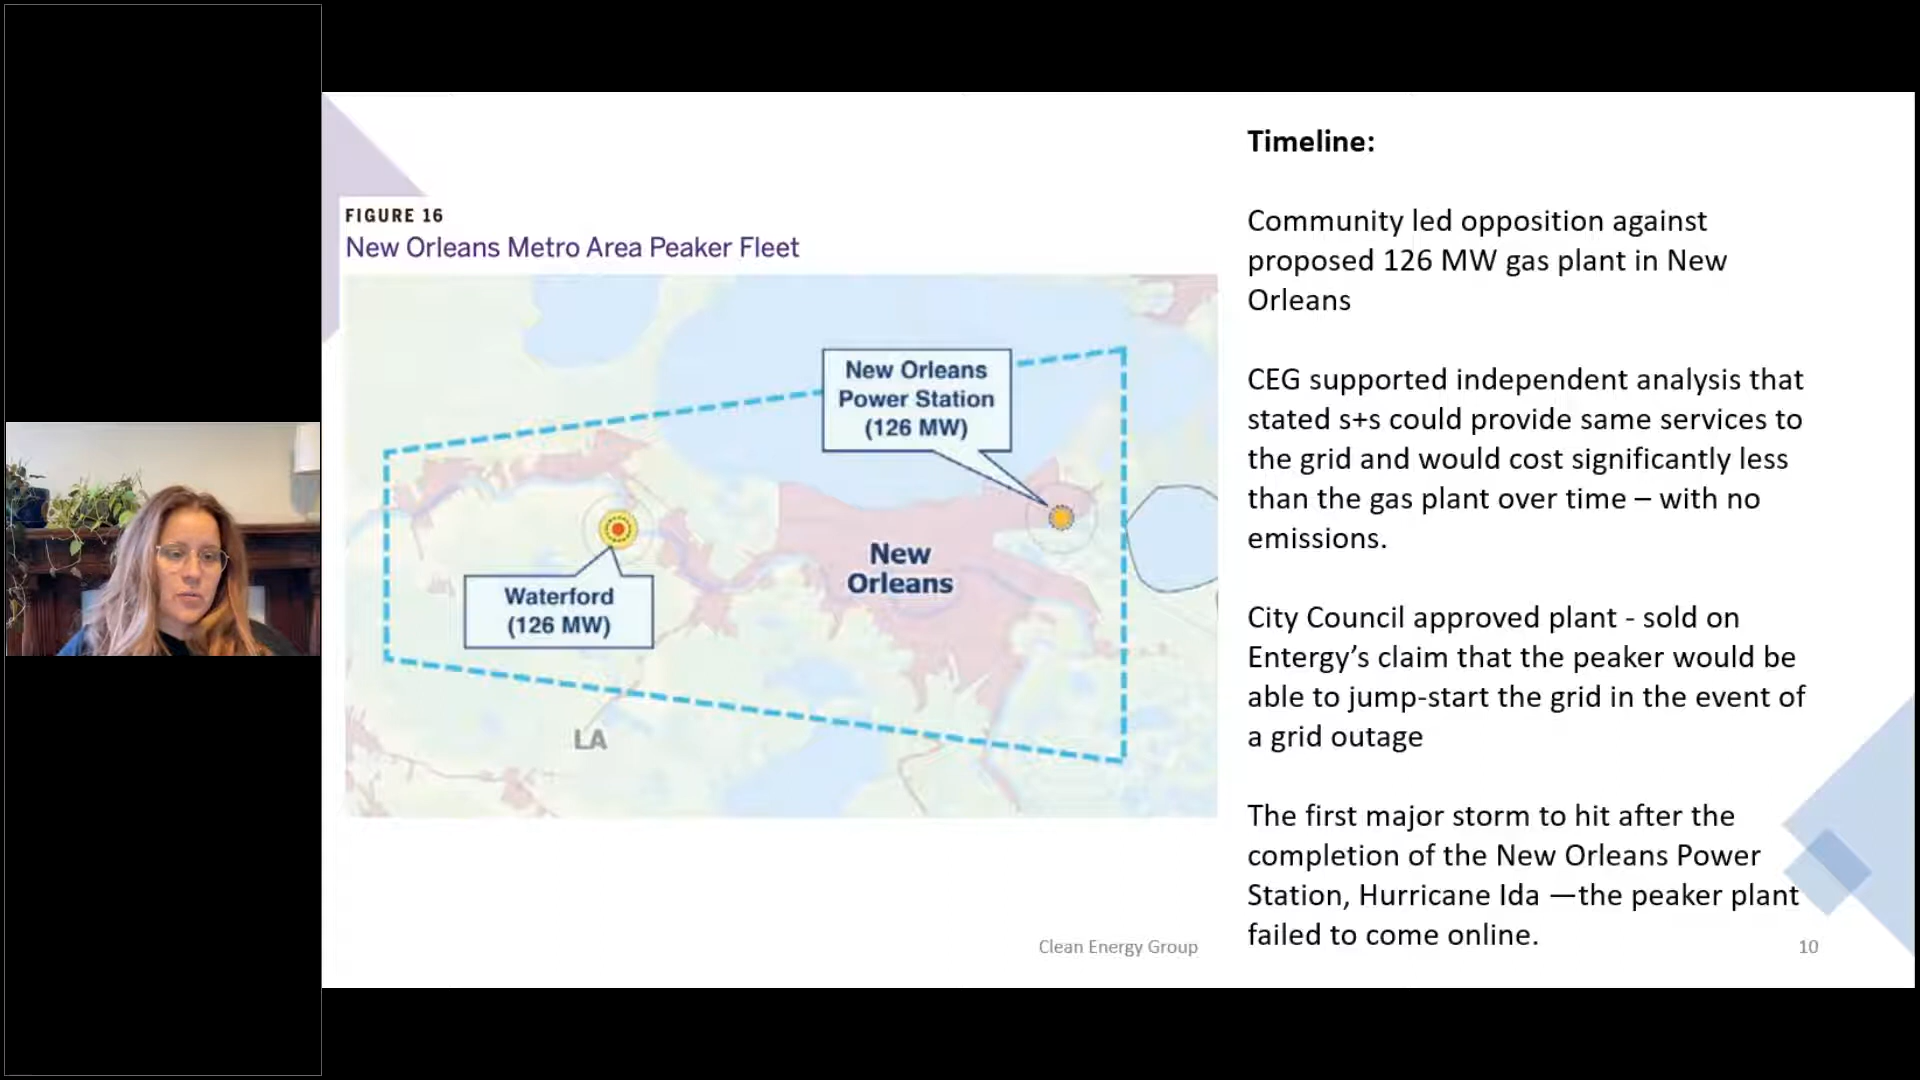 FIGURE 16
New Orleans Metro Area Peaker Fleet
New Orleans
Power Station
(126 MW)
New
Orleans
Waterford
(126 MW)
LA
Timeline:
Community led opposition against
proposed 126 MW gas plant in New
Orleans
CEG supported independent analysis that
stated s+s could provide same services to
the grid and would cost significantly less
than the gas plant over time – with no
emissions.
City Council approved plant - sold on
Entergy’s claim that the peaker would be
able to jump-start the grid in the event of
a grid outage
The first major storm to hit after the
completion of the New Orleans Power
Station, Hurricane Ida —the peaker plant
failed to come online.
Clean Energy Group
10